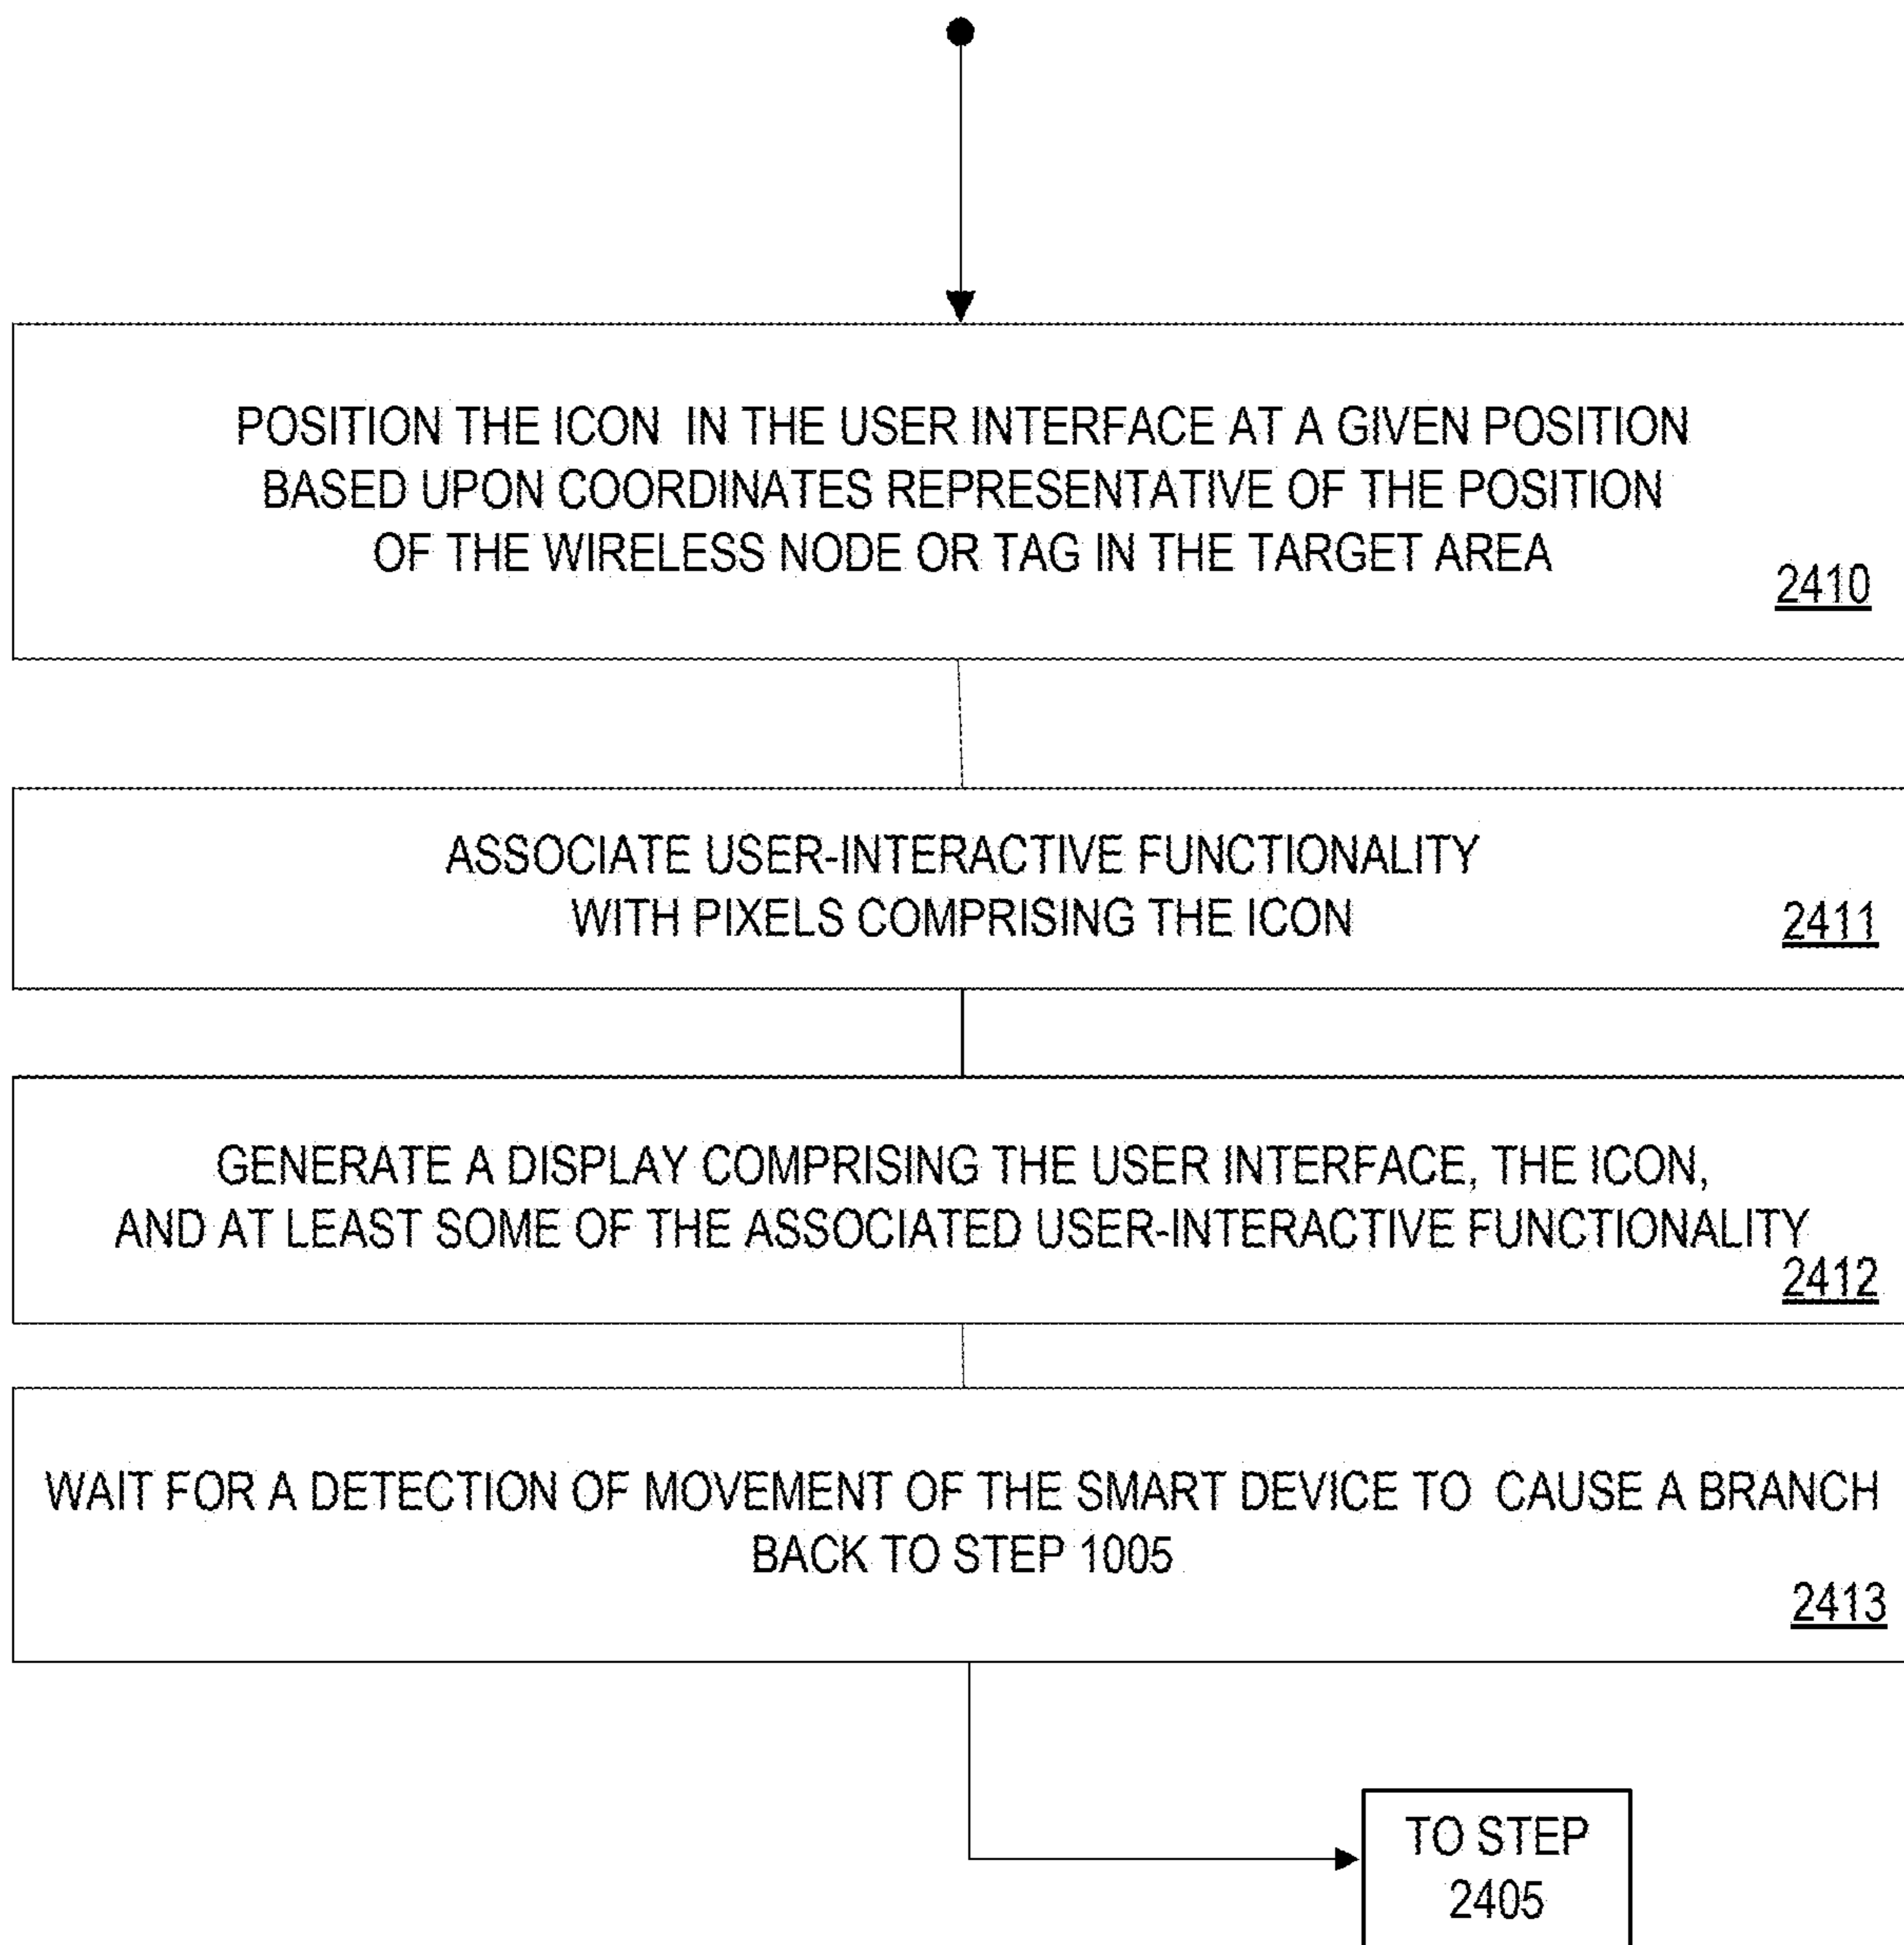 POSITION THE ICON IN THE USER INTERFACE AT A GIVEN POSITION
BASED UPON COORDINATES REPRESENTATIVE OF THE POSITION
OF THE WIRELESS NODE OR TAG IN THE TARGET AREA
2410
ASSOCIATE USER-INTERACTIVE FUNCTIONALITY
WITH PIXELS COMPRISING THE ICON
2411
GENERATE A DISPLAY COMPRISING THE USER INTERFACE, THE ICON,
AND AT LEAST SOME OF THE ASSOCIATED USER-INTERACTIVE FUNCTIONALITY
2412
WAIT FOR A DETECTION OF MOVEMENT OF THE SMART DEVICE TO CAUSE A BRANCH
BACK TO STEP 1005
2413
TO STEP
2405